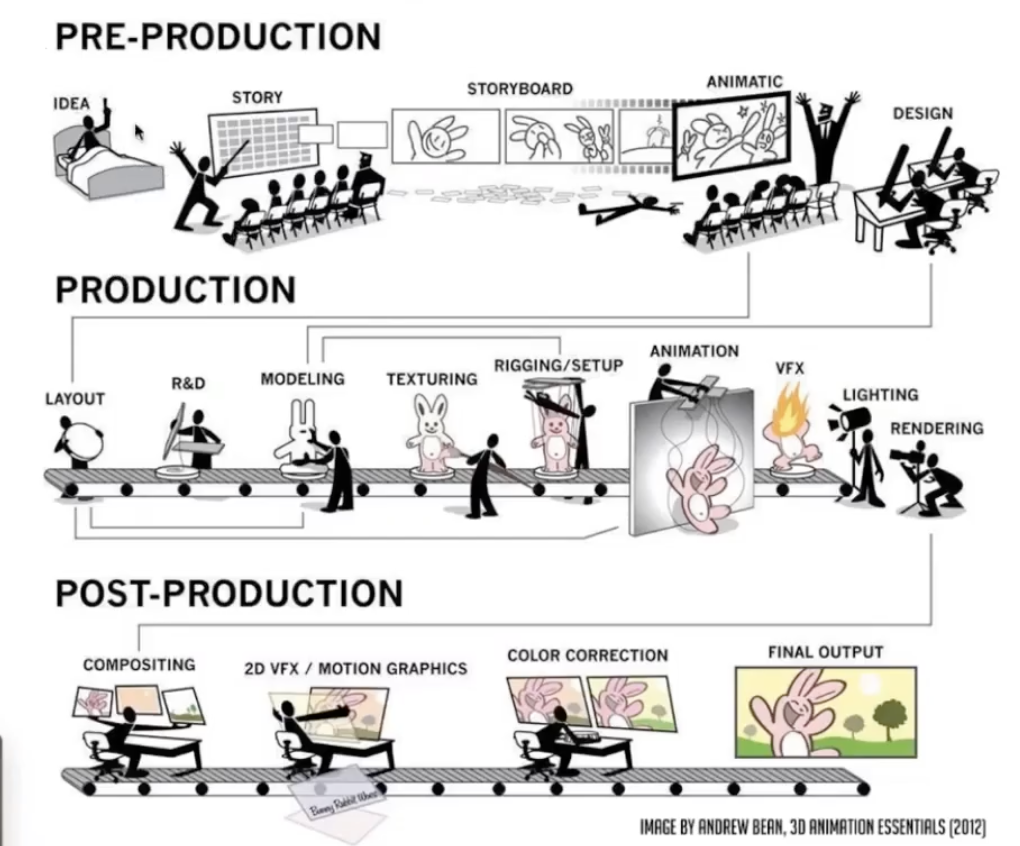 PRE-PRODUCTION
IDEA
STORY
STORYBOARD
ANIMATIC
DESIGN
PRODUCTION
LAYOUT
R&D
MODELING
TEXTURING
RIGGING/SETUP
ANIMATION
VFX
LIGHTING
RENDERING
POST-PRODUCTION
COMPOSITING
2D VFX / MOTION GRAPHICS
COLOR CORRECTION
FINAL OUTPUT
Bunny Rabbit
IMAGE BY ANDREW BEAN, 3D ANIMATION ESSENTIALS (2012)